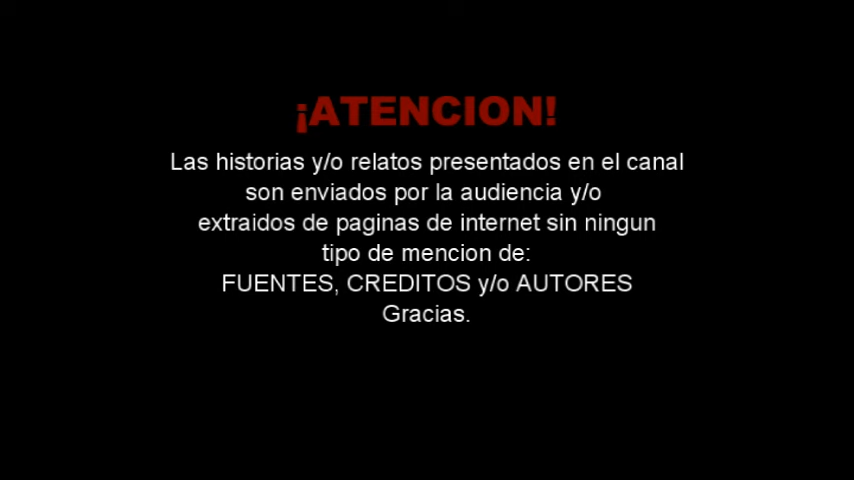 ¡ATENCION!
Las historias y/o relatos presentados en el canal
son enviados por la audiencia y/o
extraidos de paginas de internet sin ningun
tipo de mencion de:
FUENTES, CREDITOS y/o AUTORES
Gracias.